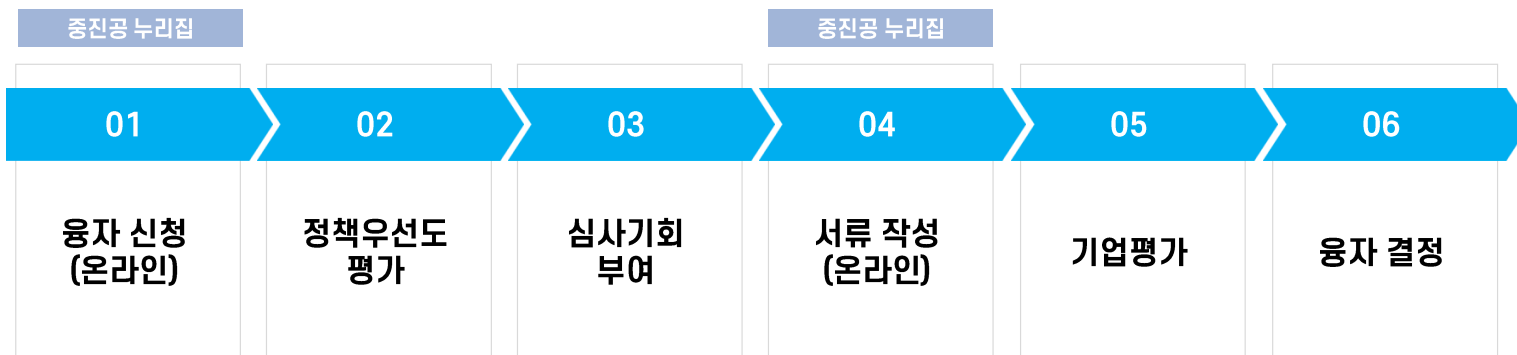 중진공 누리집
중진공 누리집
01
02
03
04
05
06
융자 신청
(온라인)
정책우선도
평가
심사기회
부여
서류 작성
(온라인)
기업평가
융자 결정